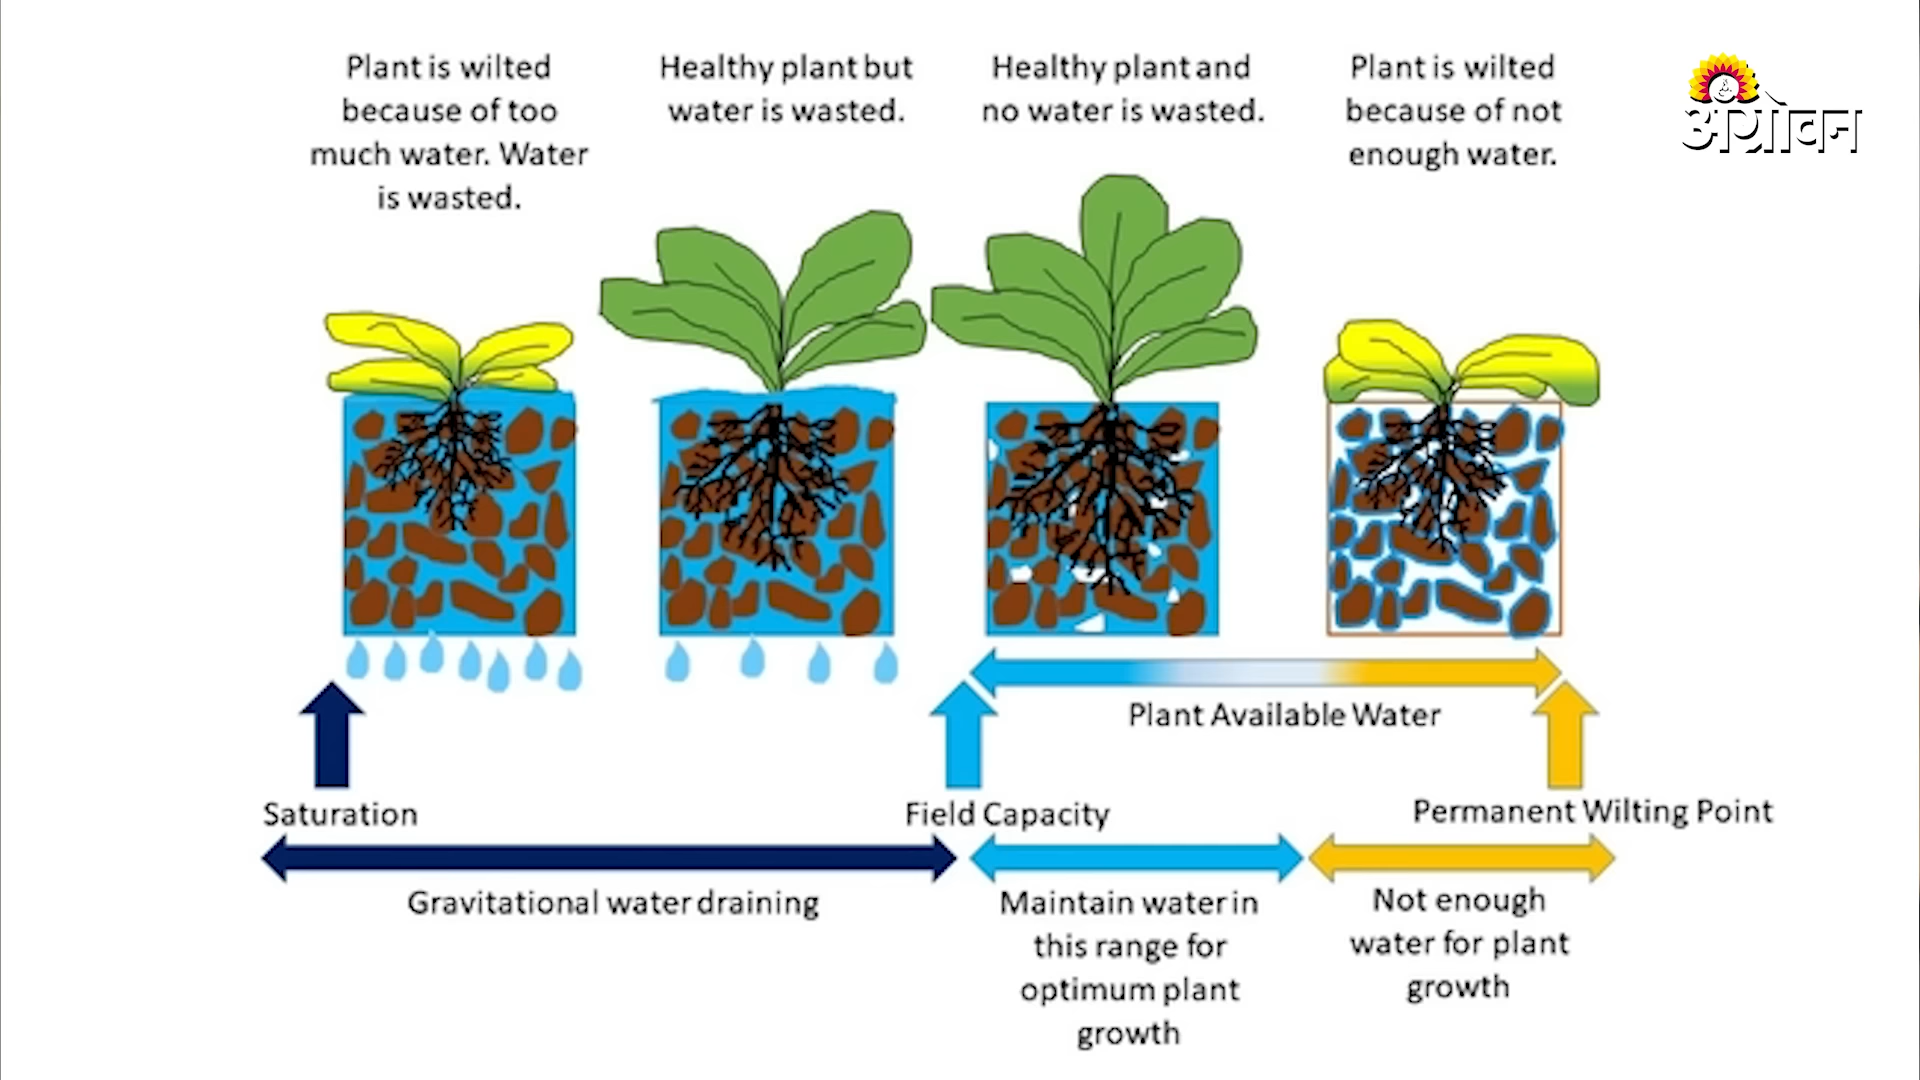 Plant is wilted
because of too
much water. Water
is wasted.
Healthy plant but
water is wasted.
Healthy plant and
no water is wasted.
Plant is wilted
because of not
enough water.
अॅग्रोवन
Plant Available Water
Saturation
Field Capacity
Permanent Wilting Point
Gravitational water draining
Maintain water in
this range for
optimum plant
growth
Not enough
water for plant
growth